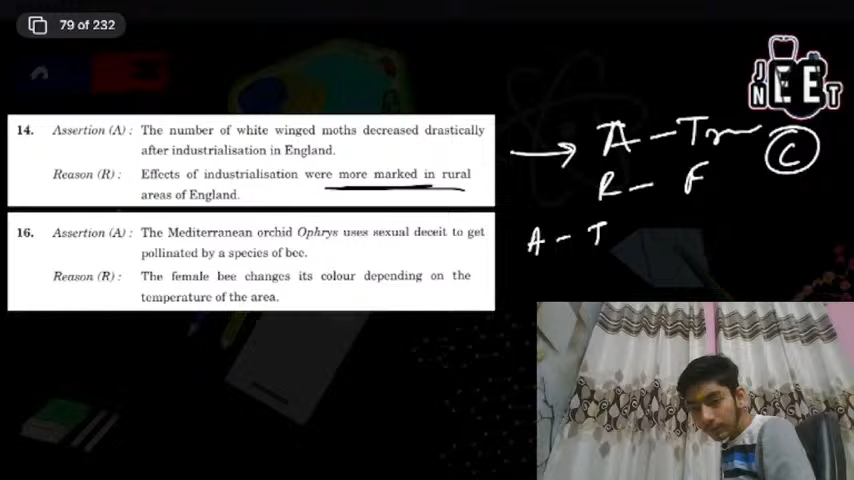 79 of 232
J
NEET
14. Assertion (A) : The number of white winged moths decreased drastically
after industrialisation in England.
Reason (R) : Effects of industrialisation were more marked in rural
areas of England.
A - True
C
R - F
16. Assertion (A) : The Mediterranean orchid Ophrys uses sexual deceit to get
pollinated by a species of bee.
Reason (R) : The female bee changes its colour depending on the
temperature of the area.
A - T